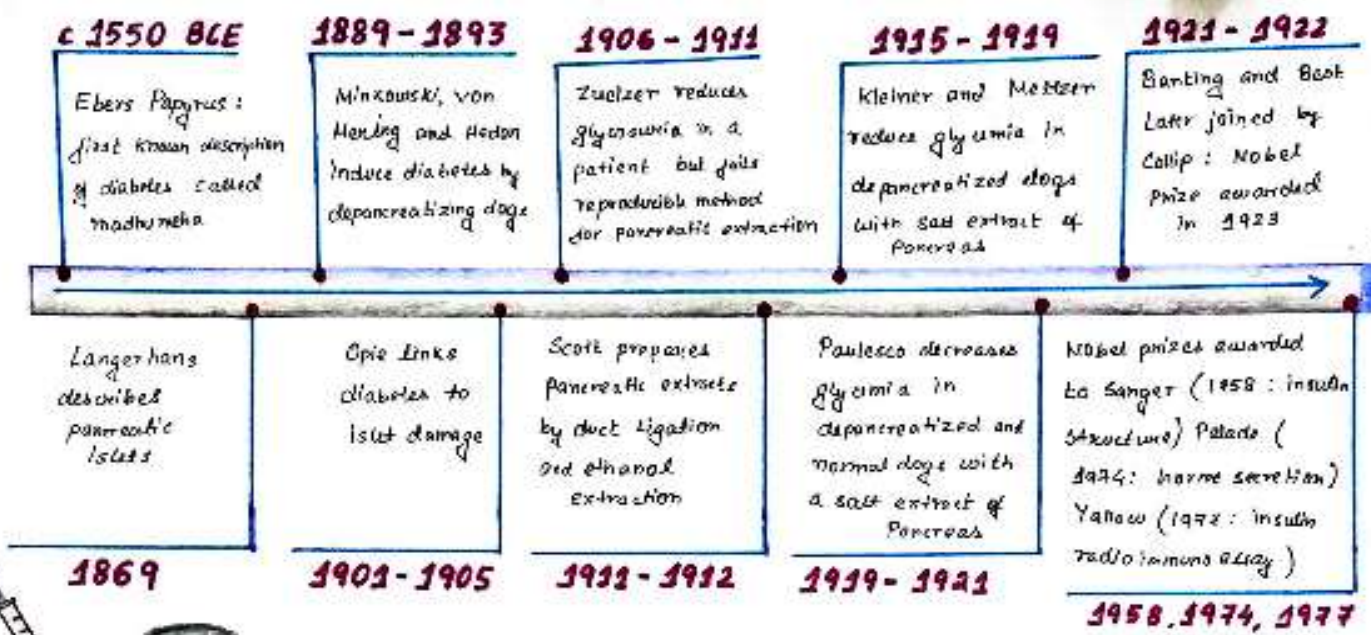 c 1550 BCE
Ebers Papyrus :
first known description
of diabetes called
madhumeha
1889 - 1893
Minkowski, von
Mering and Hedon
induce diabetes by
depancreatizing dogs
1906 - 1911
Zuelzer reduces
glycosuria in a
patient but fails
reproducible method
for pancreatic extraction
1915 - 1919
Kleiner and Meltzer
reduce glycemia in
depancreatized dogs
with salt extract of
Pancreas
1921 - 1922
Banting and Best
Later joined by
Collip : Nobel
Prize awarded
in 1923
Langerhans
describes
pancreatic
islets
1869
Opie links
diabetes to
islet damage
1901 - 1905
Scott prepares
pancreatic extracts
by duct ligation
and ethanol
extraction
1911 - 1912
Paulesco decreases
glycemia in
depancreatized and
normal dogs with
a salt extract of
Pancreas
1919 - 1921
Nobel prizes awarded
to Sanger (1958 : insulin
structure) Palade (
1974: horme secretion)
Yallow (1977 : insulin
radioimmuno assay)
1958, 1974, 1977